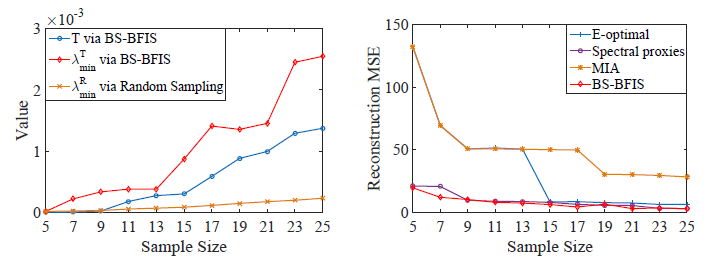 ×10⁻³
3
2
1
0
Value
T via BS-BFIS
λᵀmin via BS-BFIS
λᴿmin via Random Sampling
5 7 9 11 13 15 17 19 21 23 25
Sample Size
150
100
50
0
Reconstruction MSE
E-optimal
Spectral proxies
MIA
BS-BFIS
5 7 9 11 13 15 17 19 21 23 25
Sample Size